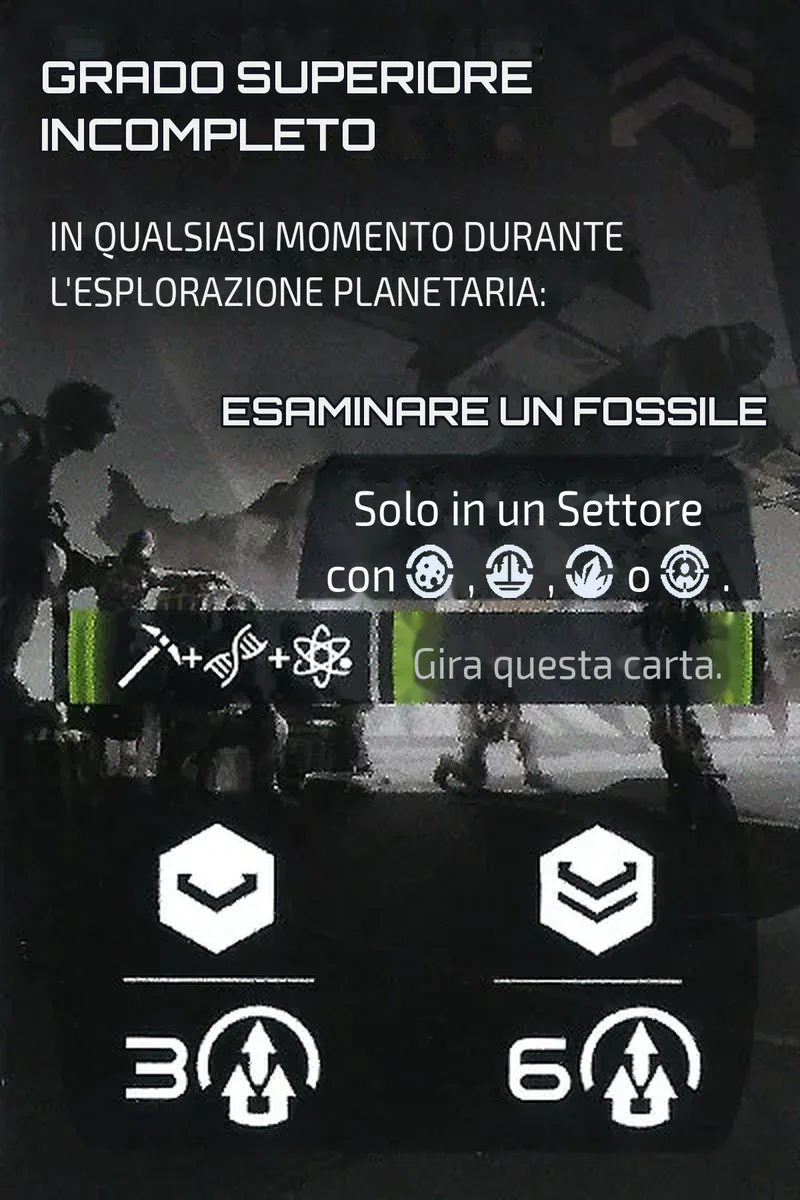 GRADO SUPERIORE
INCOMPLETO
IN QUALSIASI MOMENTO DURANTE
L'ESPLORAZIONE PLANETARIA:
ESAMINARE UN FOSSILE
Solo in un Settore
con , , o .
+ +
Gira questa carta.
3 6